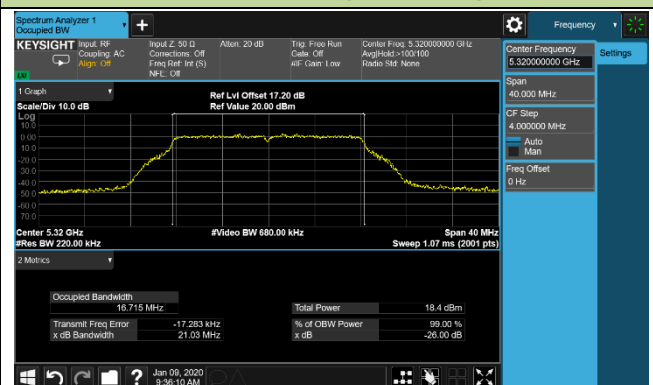 Spectrum Analyzer 1
Occupied BW
+
Frequency
KEYSIGHT Input: RF
Coupling: AC
Align: Off
Input Z: 50 Ω
Corrections: Off
Freq Ref: Int (S)
NFE: Off
Atten: 20 dB
Trig: Free Run
Gate: Off
#IF Gain: Low
Center Freq: 5.320000000 GHz
Avg|Hold:>100/100
Radio Std: None
LXI
1 Graph
Scale/Div 10.0 dB
Ref Lvl Offset 17.20 dB
Ref Value 20.00 dBm
Log
10.0
0.00
-10.0
-20.0
-30.0
-40.0
-50.0
-60.0
-70.0
Center 5.32 GHz
#Res BW 220.00 kHz
#Video BW 680.00 kHz
Span 40 MHz
Sweep 1.07 ms (2001 pts)
2 Metrics
Occupied Bandwidth
16.715 MHz
Transmit Freq Error -17.283 kHz
x dB Bandwidth 21.03 MHz
Total Power 18.4 dBm
% of OBW Power 99.00 %
x dB -26.00 dB
Center Frequency
5.320000000 GHz
Settings
Span
40.000 MHz
CF Step
4.000000 MHz
Auto
Man
Freq Offset
0 Hz
?
Jan 09, 2020
9:36:10 AM